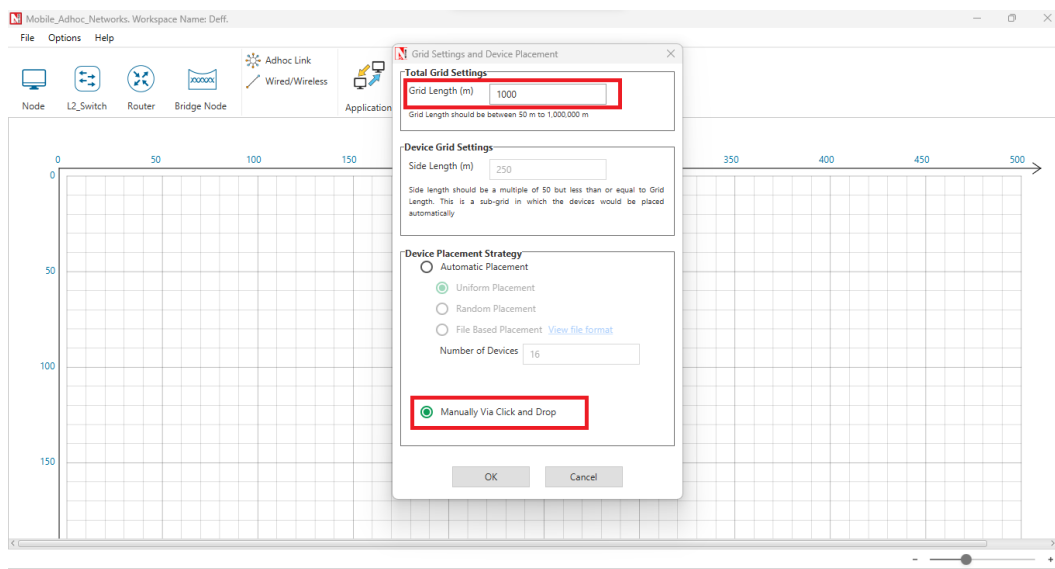 Mobile_Adhoc_Networks. Workspace Name: Deff.
File Options Help
Node
L2_Switch
Router
Bridge Node
Adhoc Link
Wired/Wireless
Application
Grid Settings and Device Placement
Total Grid Settings
Grid Length (m) 1000
Grid Length should be between 50 m to 1,000,000 m
Device Grid Settings
Side Length (m) 250
Side length should be a multiple of 50 but less than or equal to Grid
Length. This is a sub-grid in which the devices would be placed
automatically
Device Placement Strategy
Automatic Placement
Uniform Placement
Random Placement
File Based Placement View file format
Number of Devices 16
Manually Via Click and Drop
OK Cancel
0 50 100 150 350 400 450 500
0
50
100
150